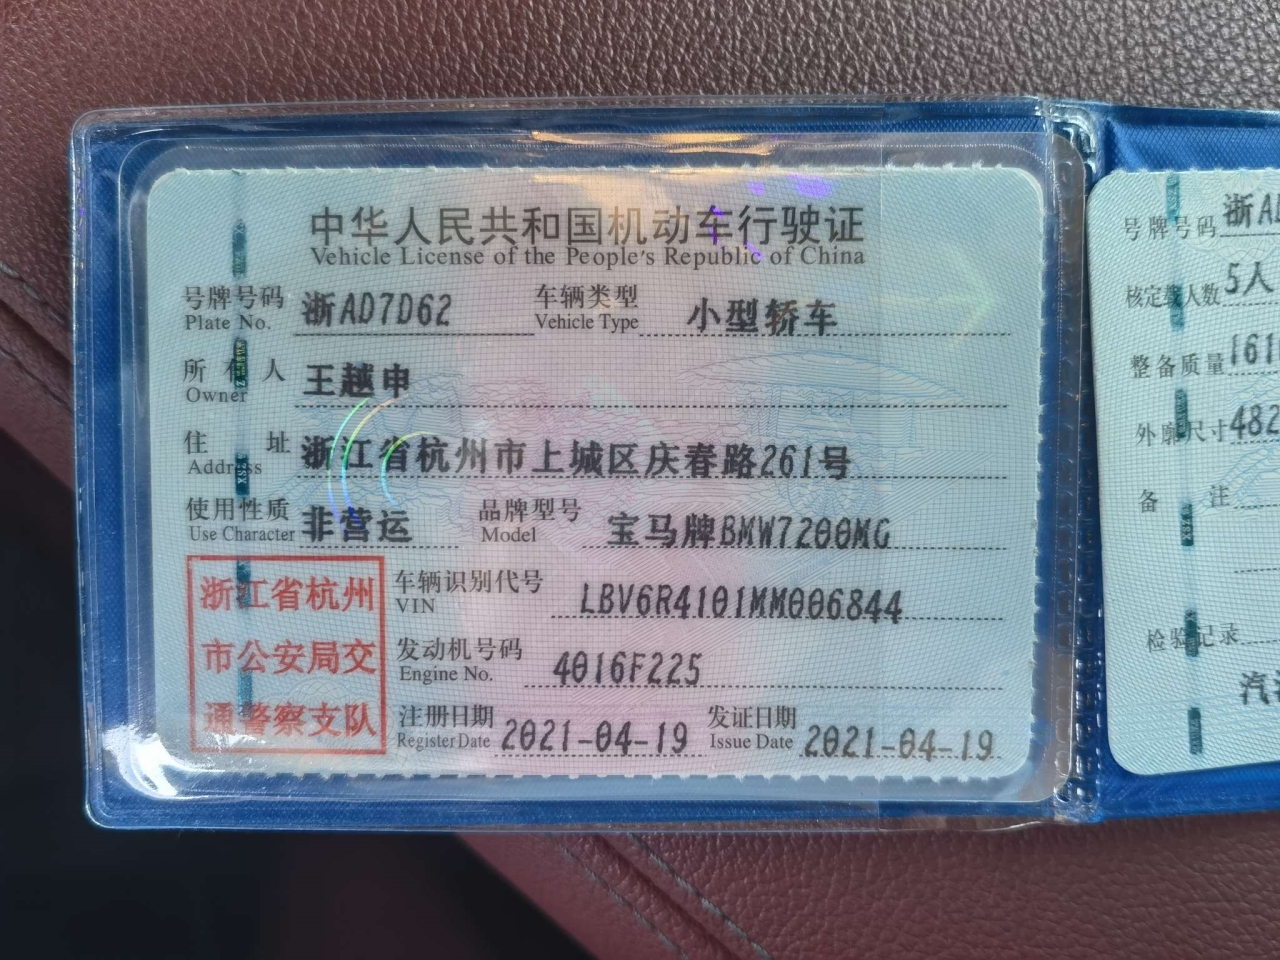 中华人民共和国机动车行驶证
Vehicle License of the People's Republic of China
号牌号码 浙AD7D62 车辆类型 小型轿车
Plate No. Vehicle Type
所有人 王越申
Owner
住址 浙江省杭州市上城区庆春路261号
Address
使用性质 非营运 品牌型号 宝马牌BMW7200MG
Use Character Model
浙江省杭州
市公安局交
通警察支队
车辆识别代号 LBV6R4101MM006844
VIN
发动机号码 4016F225
Engine No.
注册日期 2021-04-19 发证日期 2021-04-19
Register Date Issue Date
号牌号码 浙A
核定载人数 5人
整备质量 161
外廓尺寸 482
备注
检验记录
汽